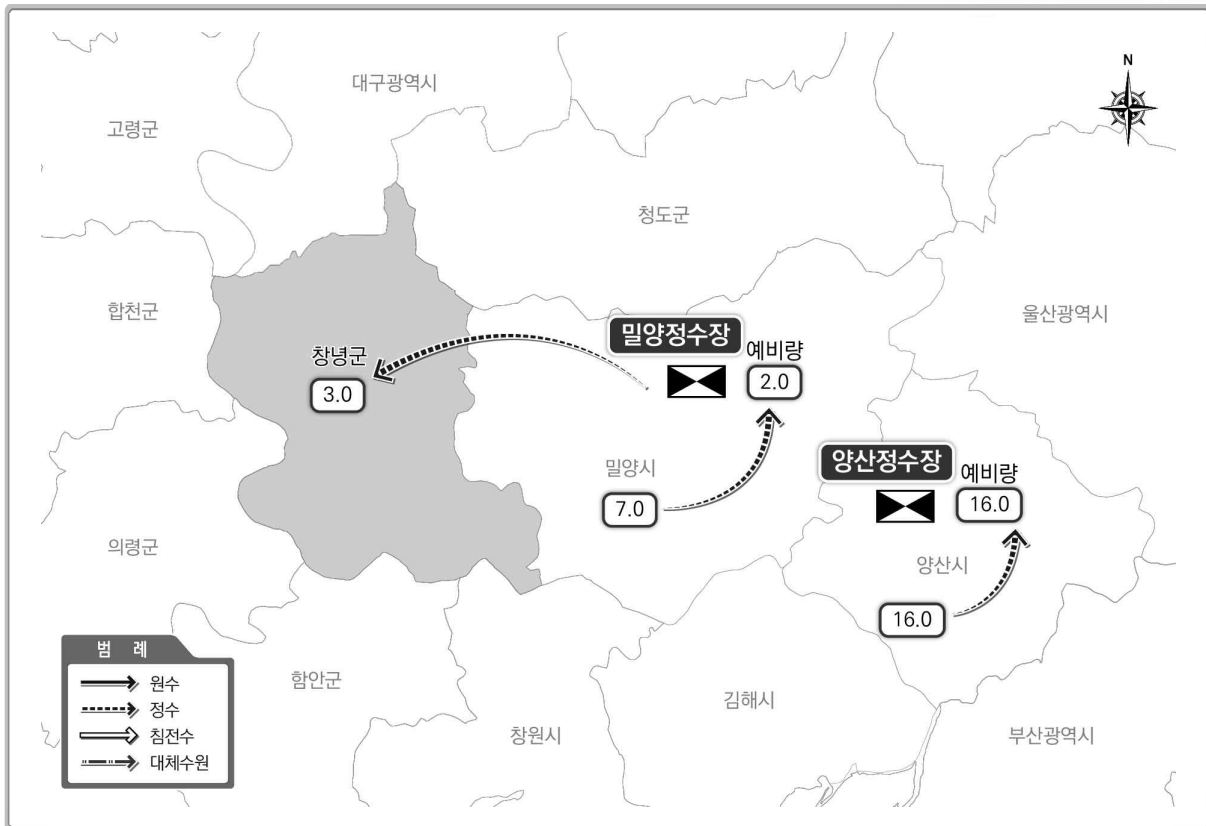 N
대구광역시
고령군
청도군
합천군
울산광역시
밀양정수장
예비량
2.0
창녕군
3.0
양산정수장
예비량
16.0
밀양시
7.0
의령군
양산시
16.0
범 례
원수
정수
침전수
대체수원
함안군
김해시
창원시
부산광역시